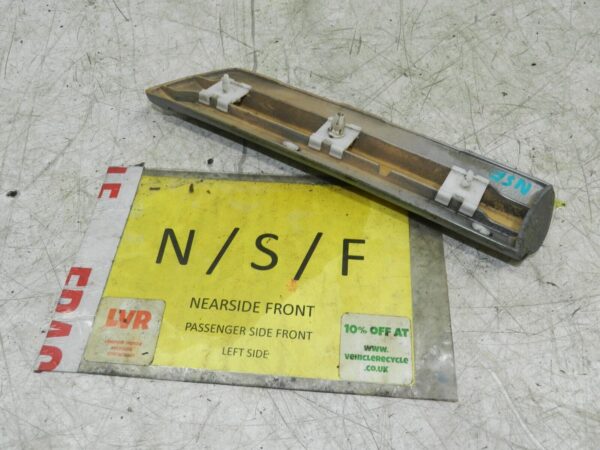 NSF
N/S/F
NEARSIDE FRONT
PASSENGER SIDE FRONT
LEFT SIDE
LVR
10% OFF AT
WWW.
VEHICLERECYCLE
.CO.UK